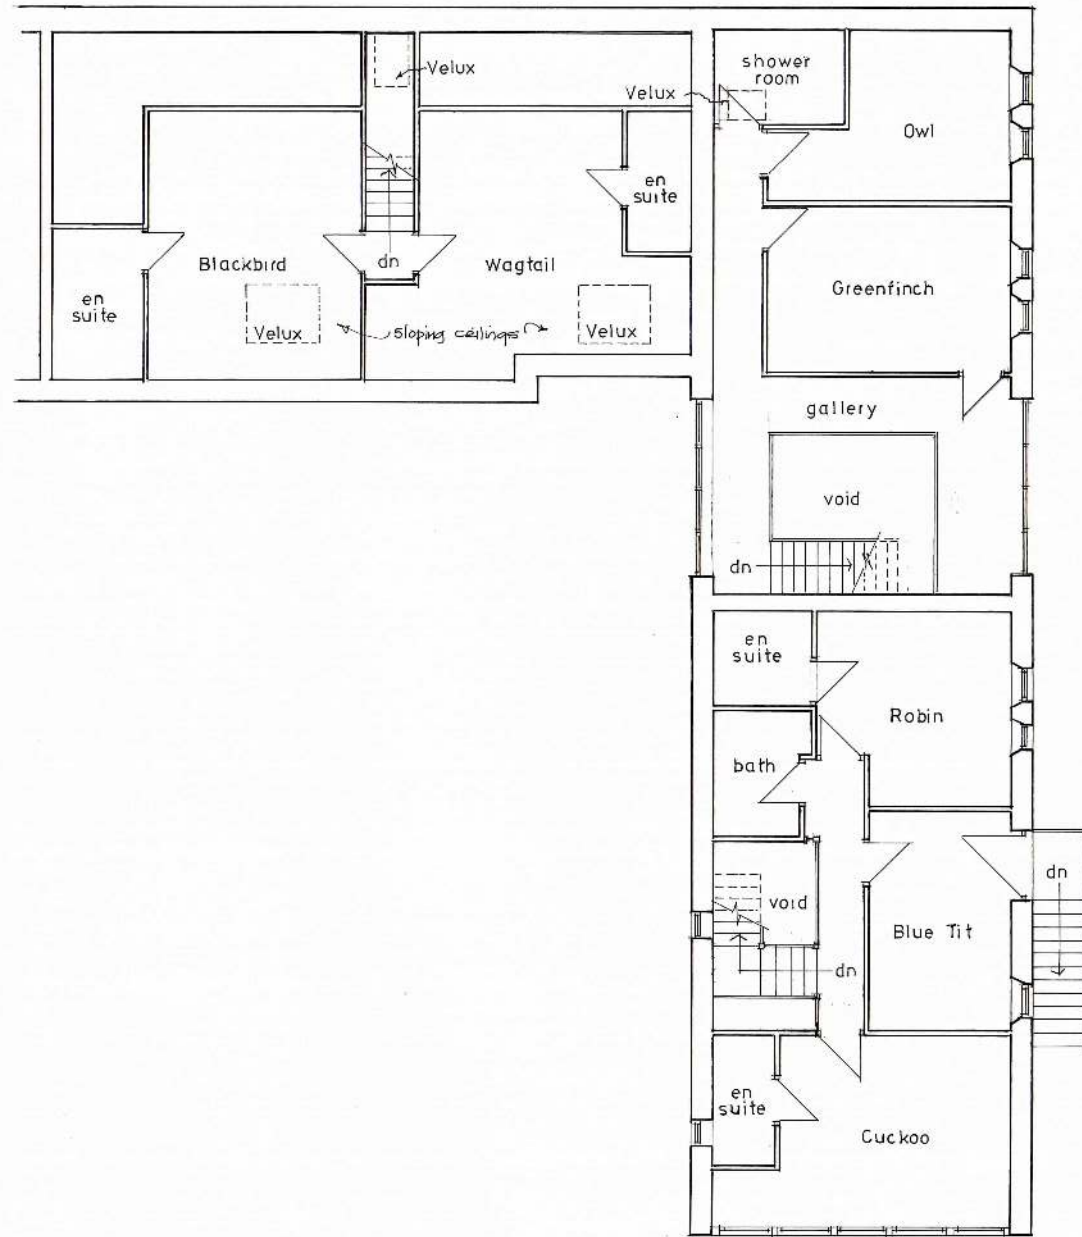 Velux
shower
room
Velux
Owl
en
suite
Blackbird
dn
Wagtail
Greenfinch
en
suite
Velux
sloping ceilings
Velux
gallery
void
dn
en
suite
Robin
bath
dn
void
Blue Tit
dn
en
suite
Cuckoo